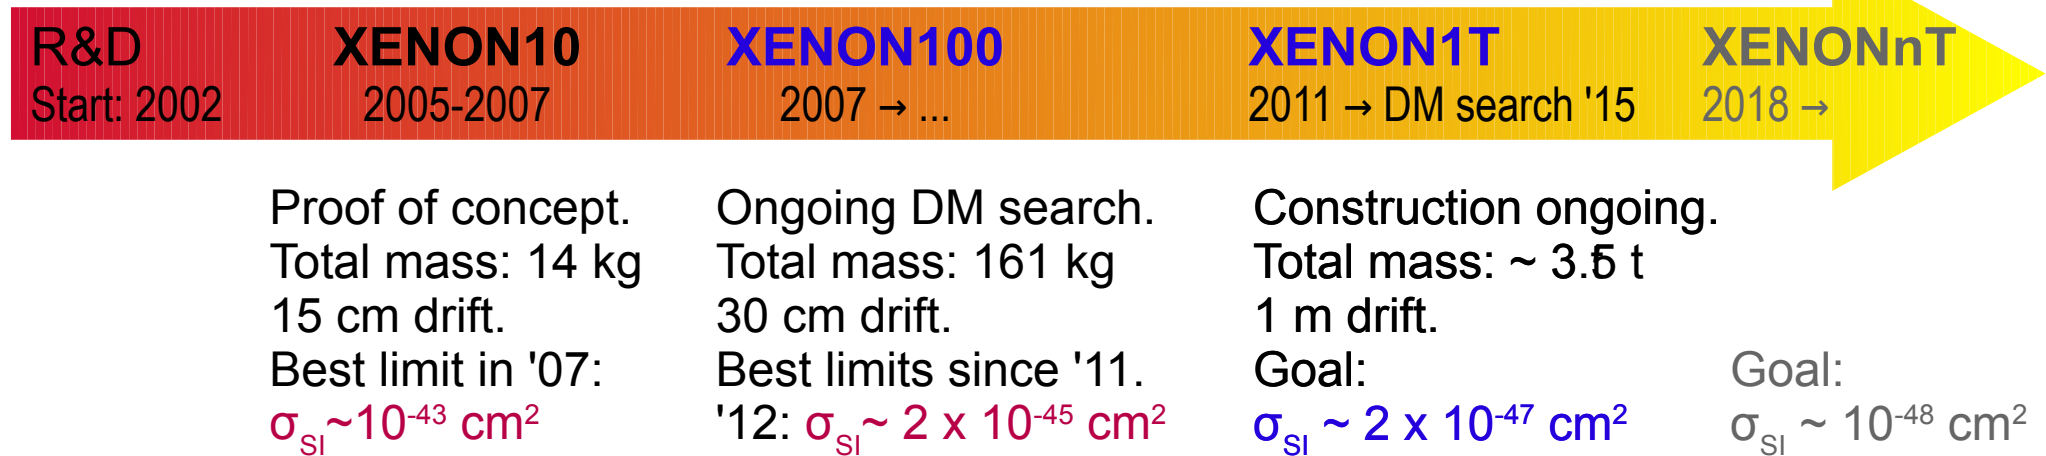 R&D
Start: 2002
XENON10
2005-2007
XENON100
2007 → ...
XENON1T
2011 → DM search '15
XENONnT
2018 →
Proof of concept.
Total mass: 14 kg
15 cm drift.
Best limit in '07:
σSI~10-43 cm2
Ongoing DM search.
Total mass: 161 kg
30 cm drift.
Best limits since '11.
'12: σSI~ 2 x 10-45 cm2
Construction ongoing.
Total mass: ~ t
1 m drift.
Goal:
σSI ~ 2 x 10-47 cm2
Goal:
σSI ~ 10-48 cm2